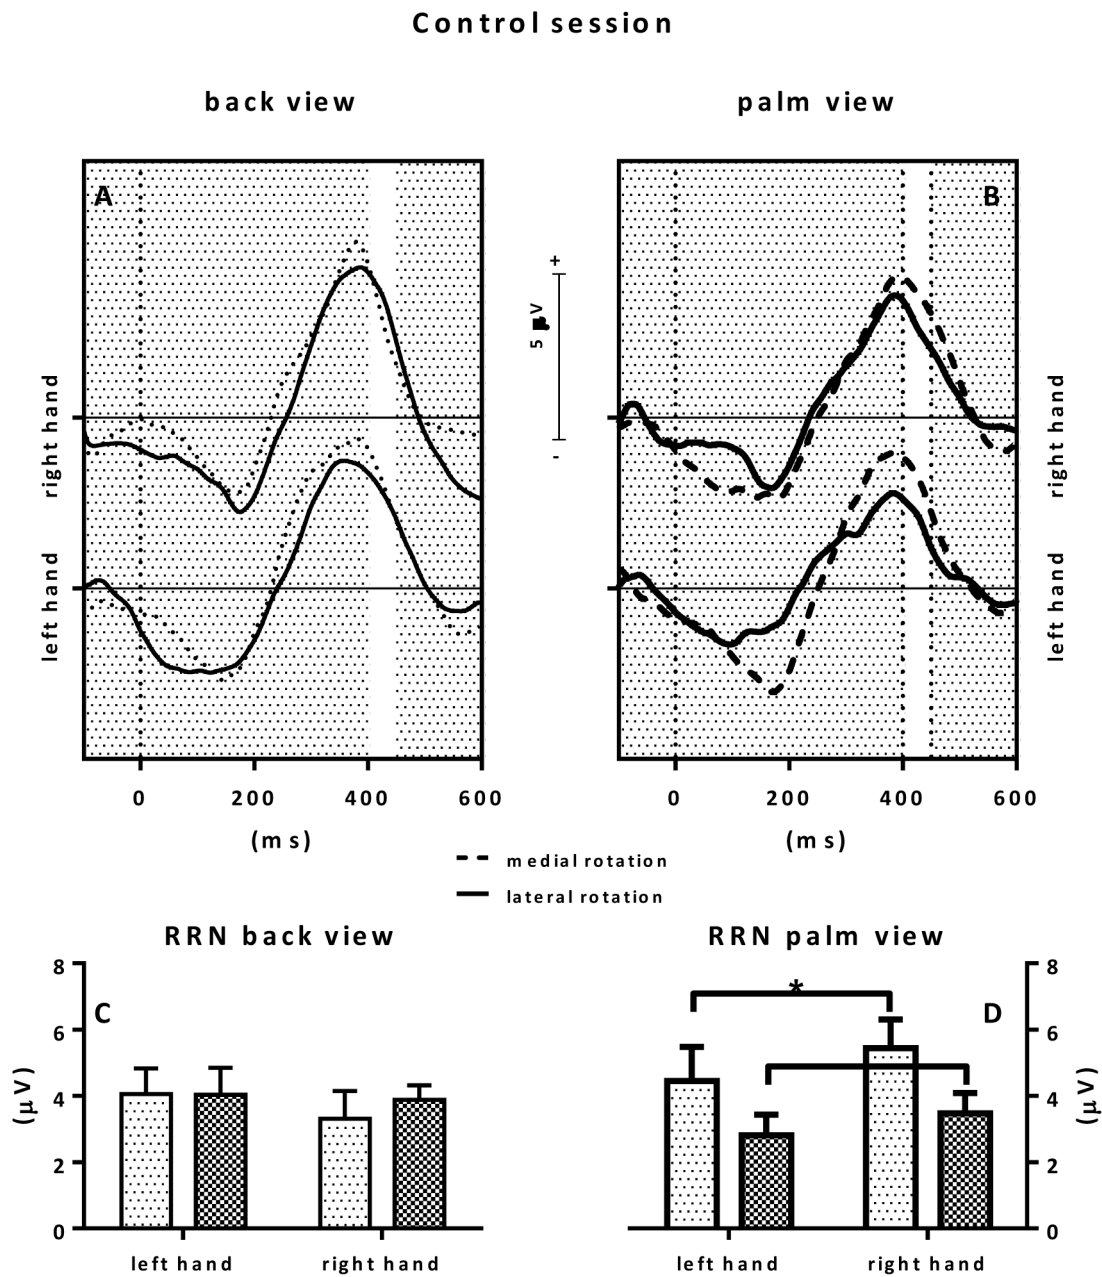 Control session
back view
palm view
A
B
+
5 μV
-
right hand
left hand
right hand
left hand
0 200 400 600
(ms)
0 200 400 600
(ms)
medial rotation
lateral rotation
RRN back view
RRN palm view
8
6
4
2
0
(μV)
C
left hand right hand
*
D
8
6
4
2
0
(μV)
left hand right hand